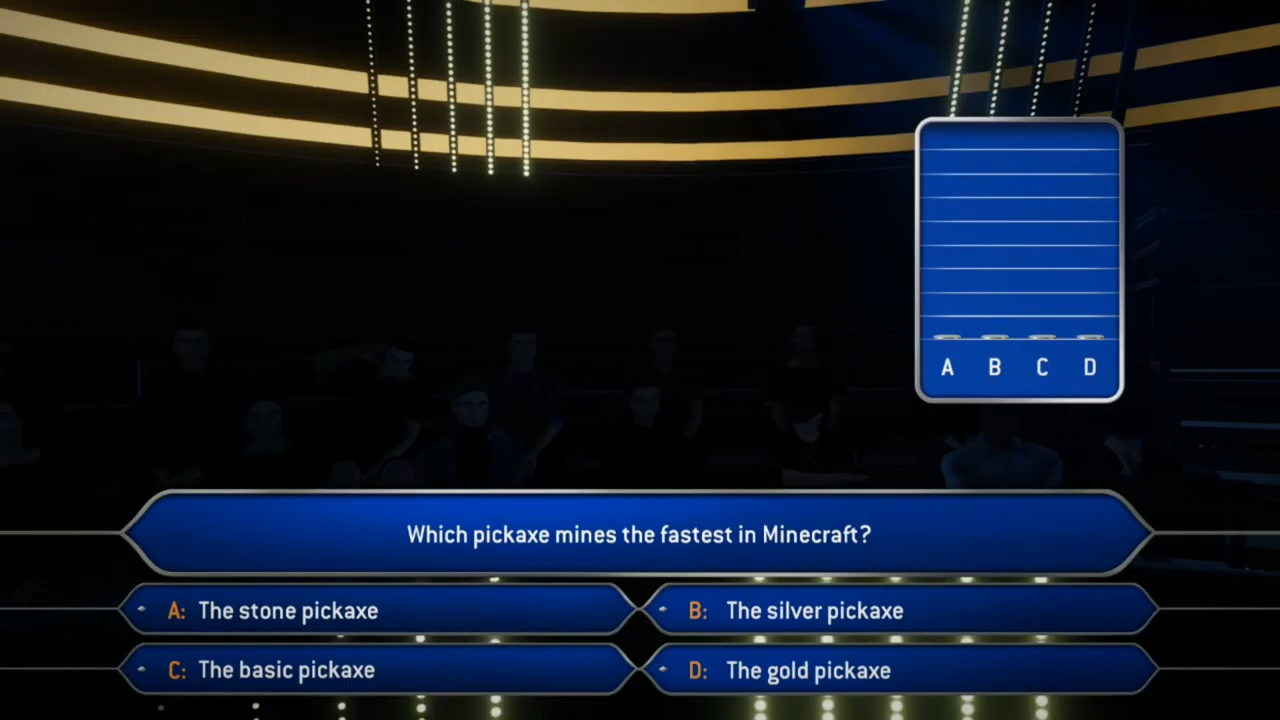 A B C D
Which pickaxe mines the fastest in Minecraft?
A: The stone pickaxe
B: The silver pickaxe
C: The basic pickaxe
D: The gold pickaxe